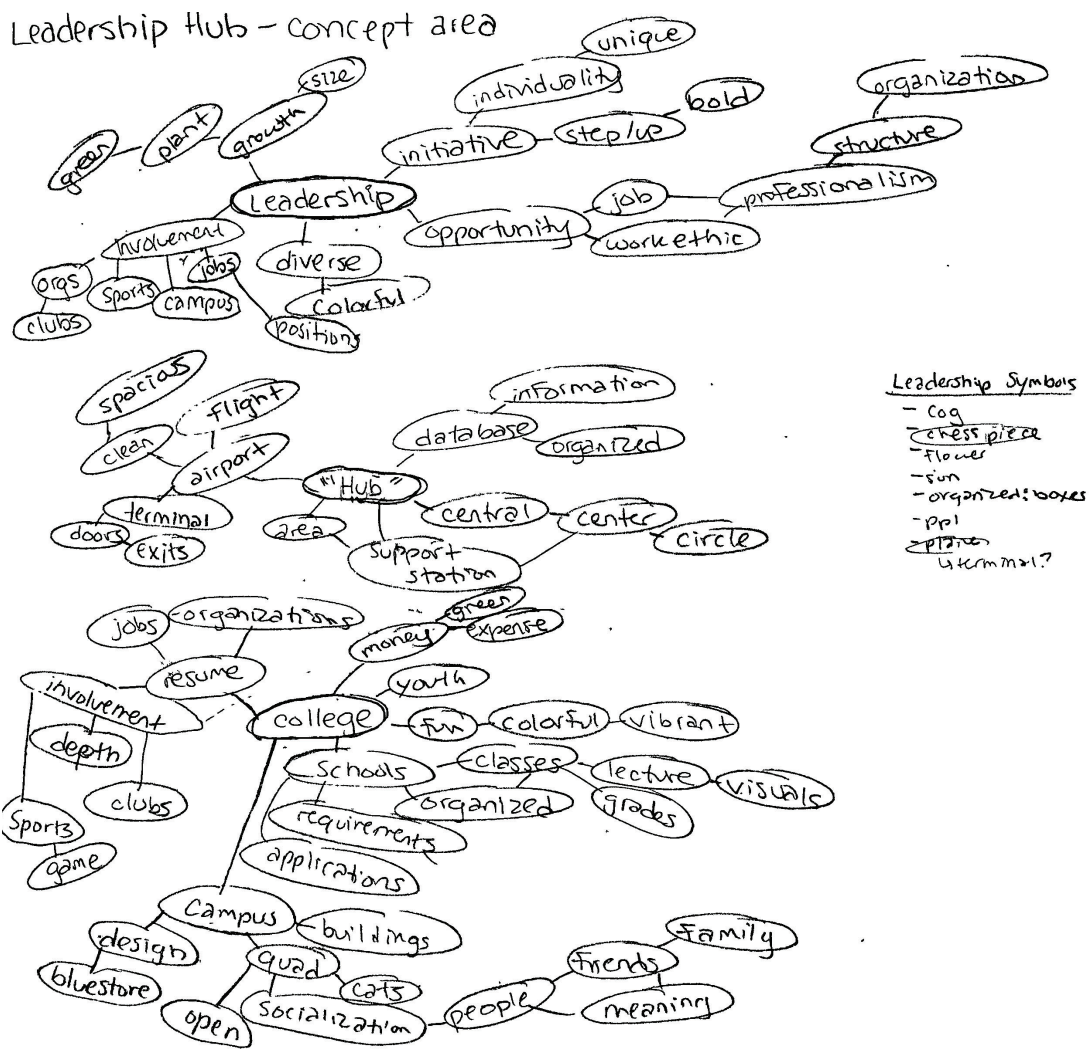 Leadership Hub - concept area
size
unique
individuality
growth
plant
green
initiative
step/up
bold
organization
structure
professionalism
Leadership
opportunity
job
work ethic
involvement
orgs
clubs
sports
campus
jobs
positions
diverse
colorful
spacious
clean
flight
airport
terminal
doors
exits
information
database
organized
"Hub"
area
support
station
central
center
circle
Leadership Symbols
- cog
- chess piece
- flower
- sun
- organized: boxes
- ppl
- plane
terminal?
jobs
organizations
resume
involvement
depth
clubs
sports
game
money
green
expense
youth
college
fun
colorful
vibrant
schools
classes
lecture
visuals
grades
organized
requirements
applications
campus
buildings
design
bluestore
quad
cats
open
socialization
people
friends
family
meaning